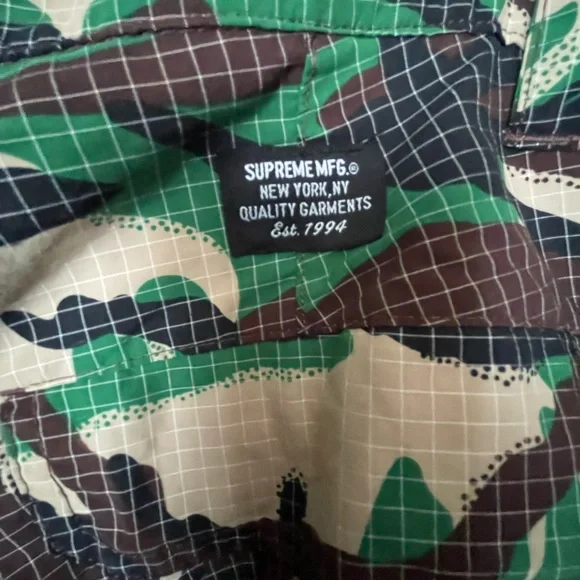 SUPREME MFG.®
NEW YORK, NY
QUALITY GARMENTS
Est. 1994